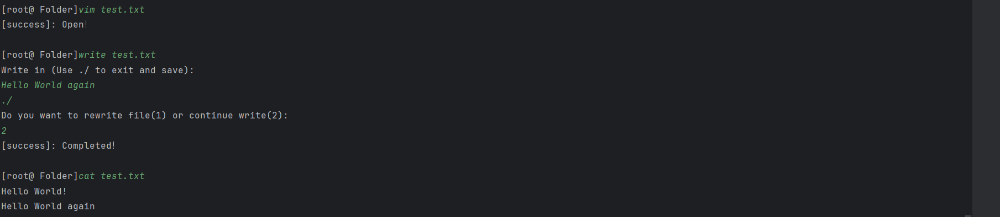 [root@ Folder]vim test.txt
[success]: Open!
[root@ Folder]write test.txt
Write in (Use ./ to exit and save):
Hello World again
./
Do you want to rewrite file(1) or continue write(2):
2
[success]: Completed!
[root@ Folder]cat test.txt
Hello World!
Hello World again